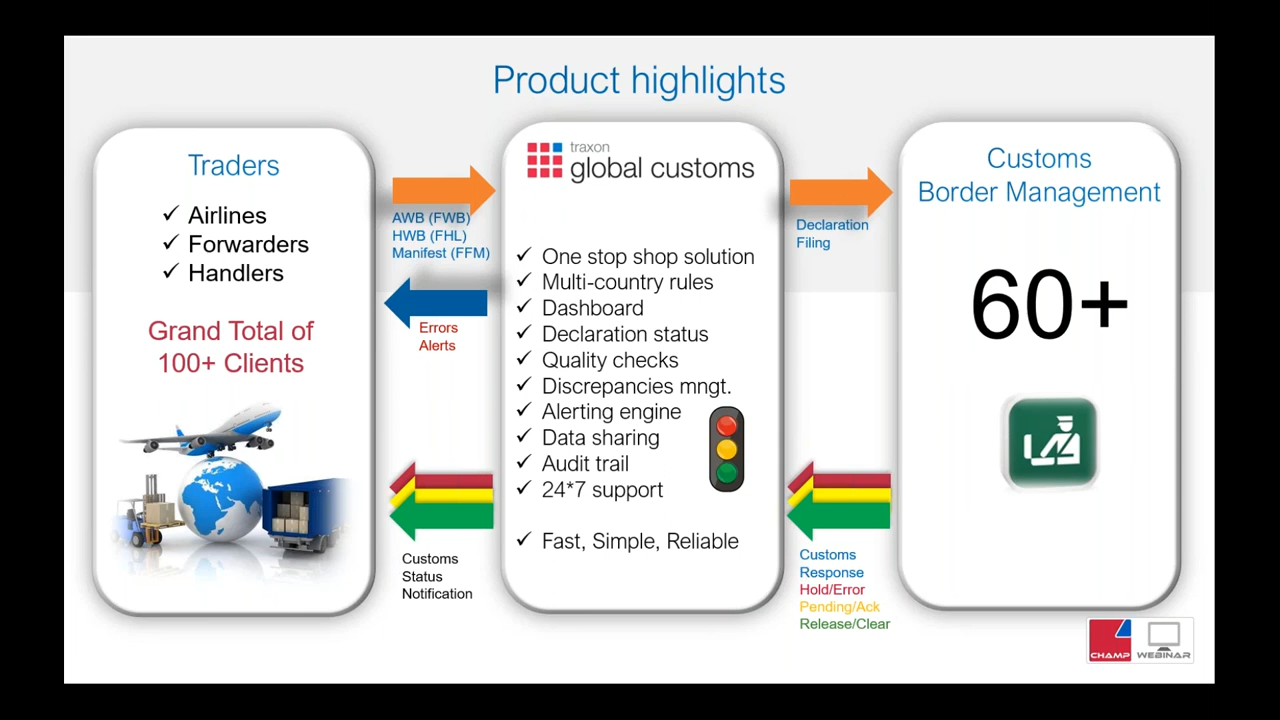 Product highlights
Traders
✓ Airlines
✓ Forwarders
✓ Handlers
Grand Total of
100+ Clients
AWB (FWB)
HWB (FHL)
Manifest (FFM)
Errors
Alerts
Customs
Status
Notification
traxon
global customs
✓ One stop shop solution
✓ Multi-country rules
✓ Dashboard
✓ Declaration status
✓ Quality checks
✓ Discrepancies mngt.
✓ Alerting engine
✓ Data sharing
✓ Audit trail
✓ 24*7 support
✓ Fast, Simple, Reliable
Declaration
Filing
Customs
Response
Hold/Error
Pending/Ack
Release/Clear
Customs
Border Management
60+
CHAMP
WEBINAR